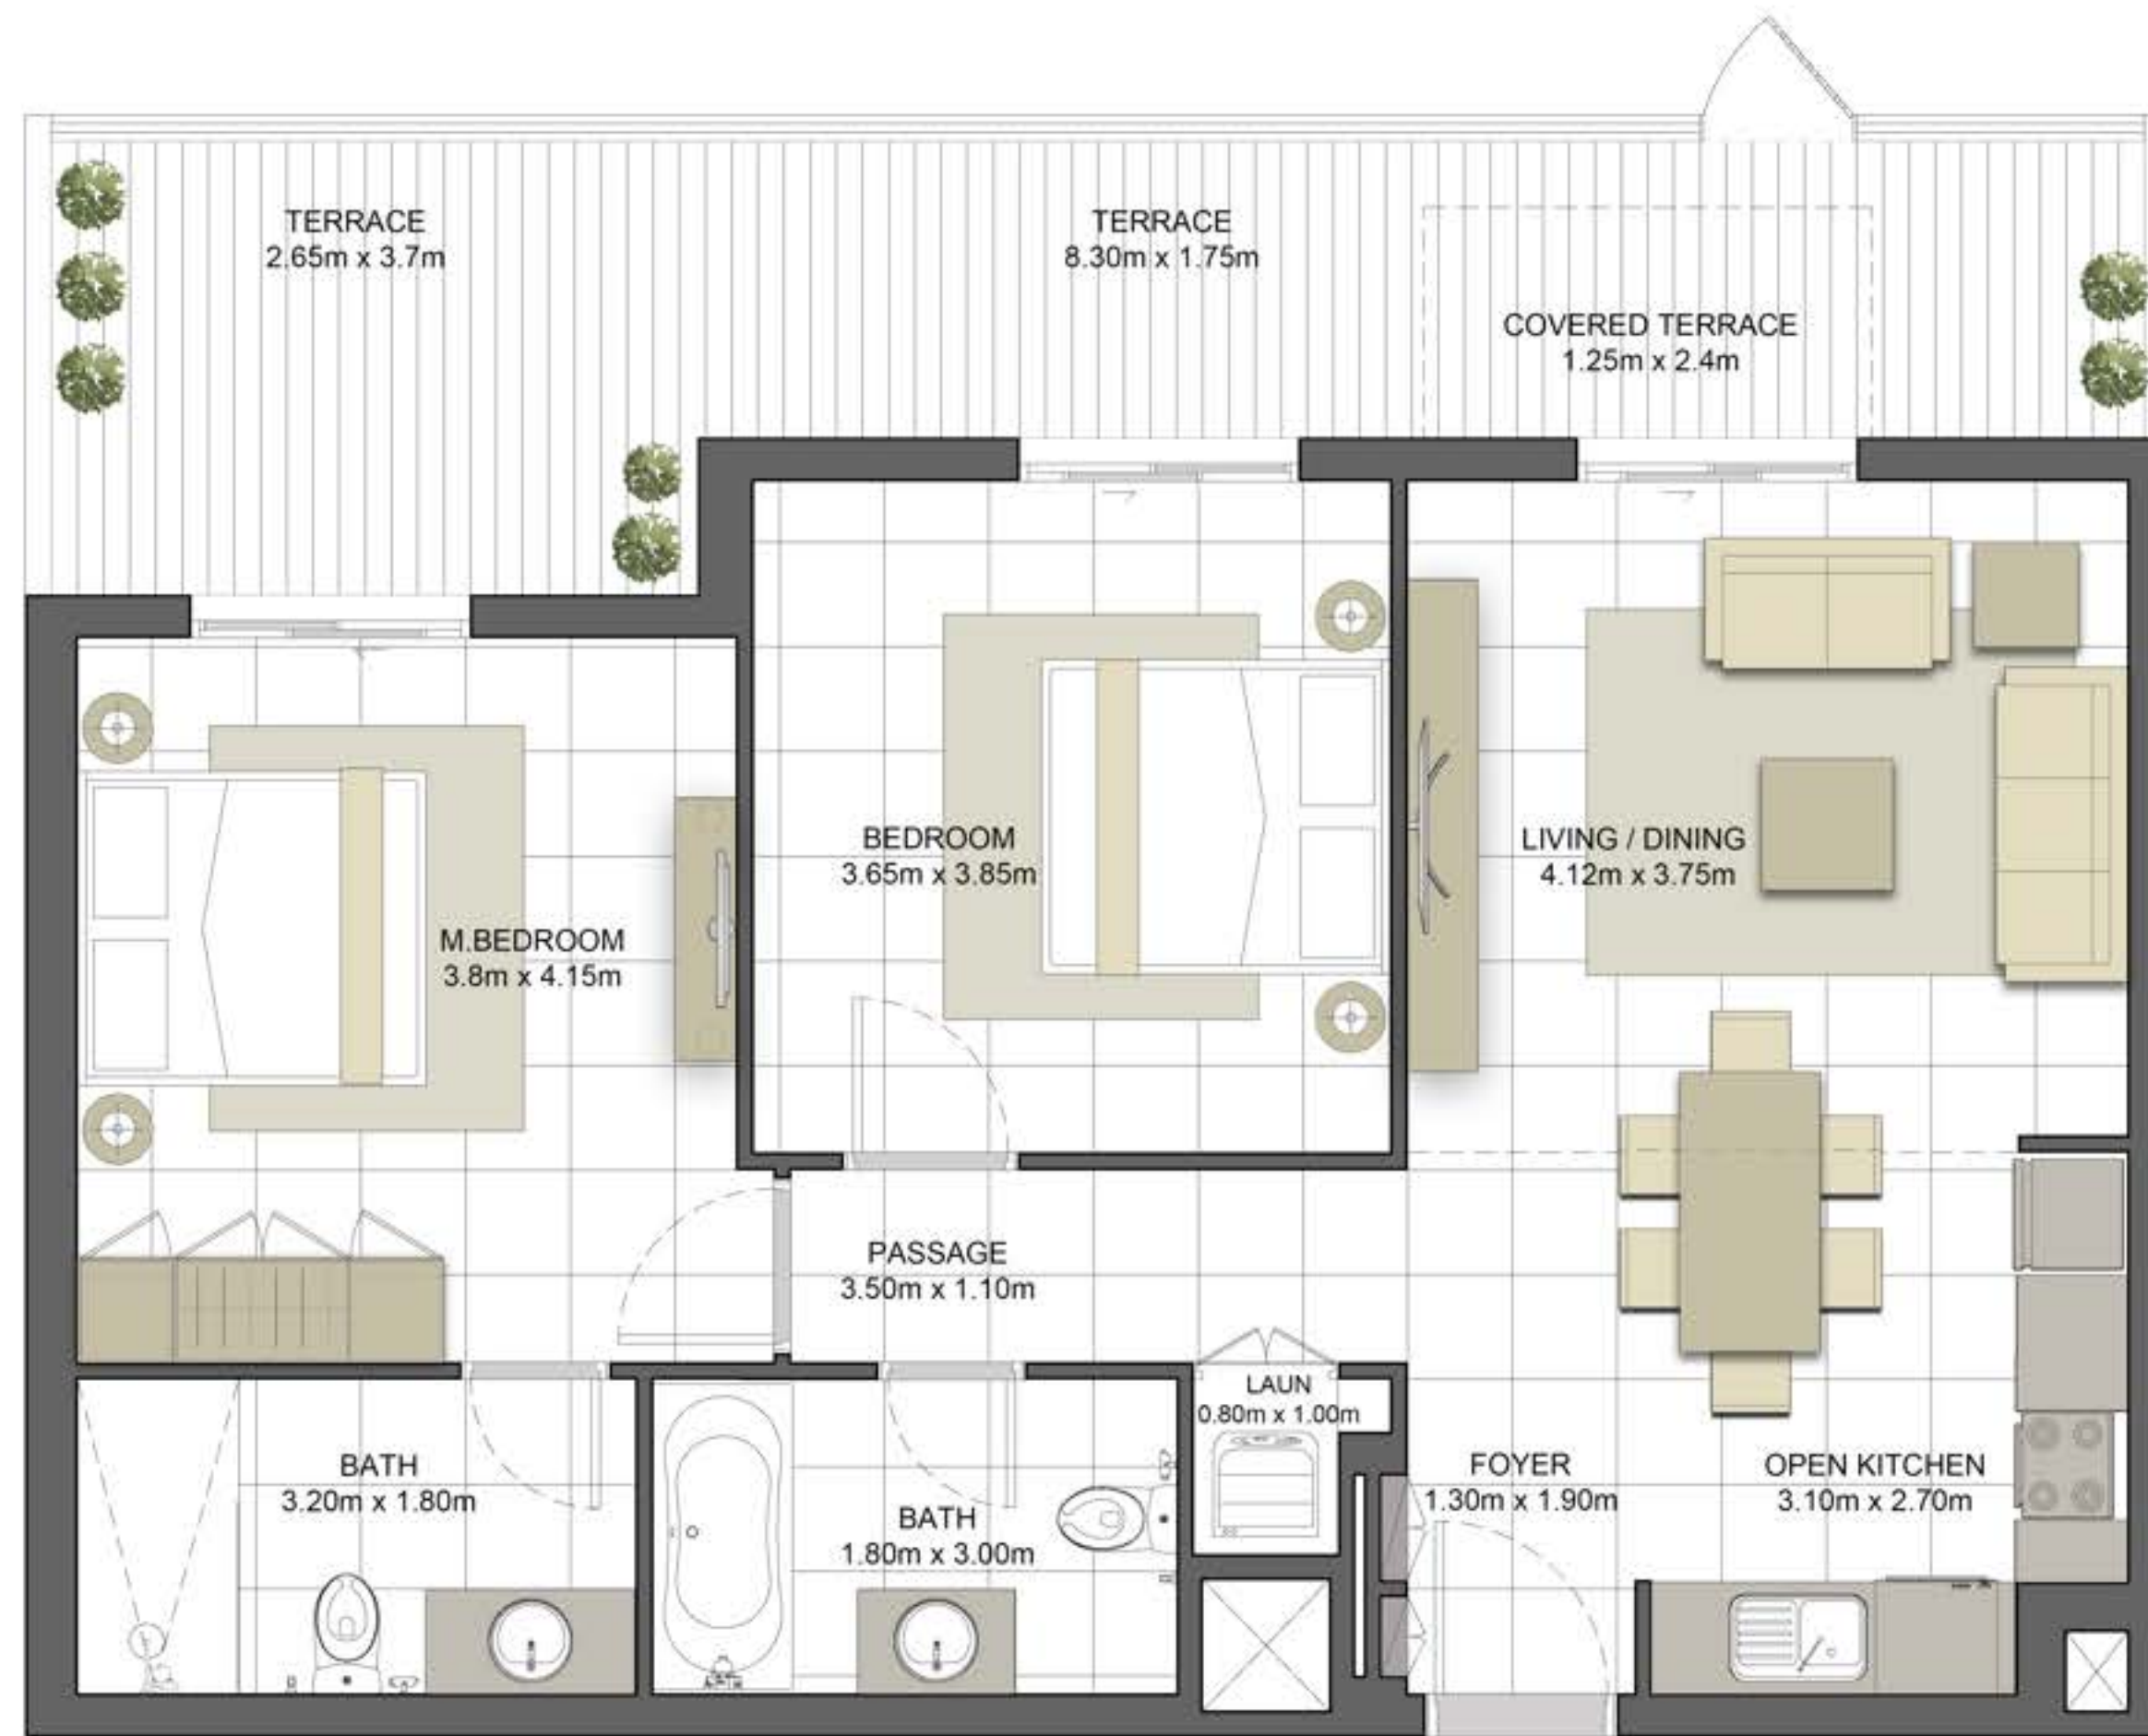 TERRACE
2.65m x 3.7m
TERRACE
8.30m x 1.75m
COVERED TERRACE
1.25m x 2.4m
BEDROOM
3.65m x 3.85m
LIVING / DINING
4.12m x 3.75m
M.BEDROOM
3.8m x 4.15m
PASSAGE
3.50m x 1.10m
LAUN
0.80m x 1.00m
BATH
3.20m x 1.80m
BATH
1.80m x 3.00m
FOYER
1.30m x 1.90m
OPEN KITCHEN
3.10m x 2.70m